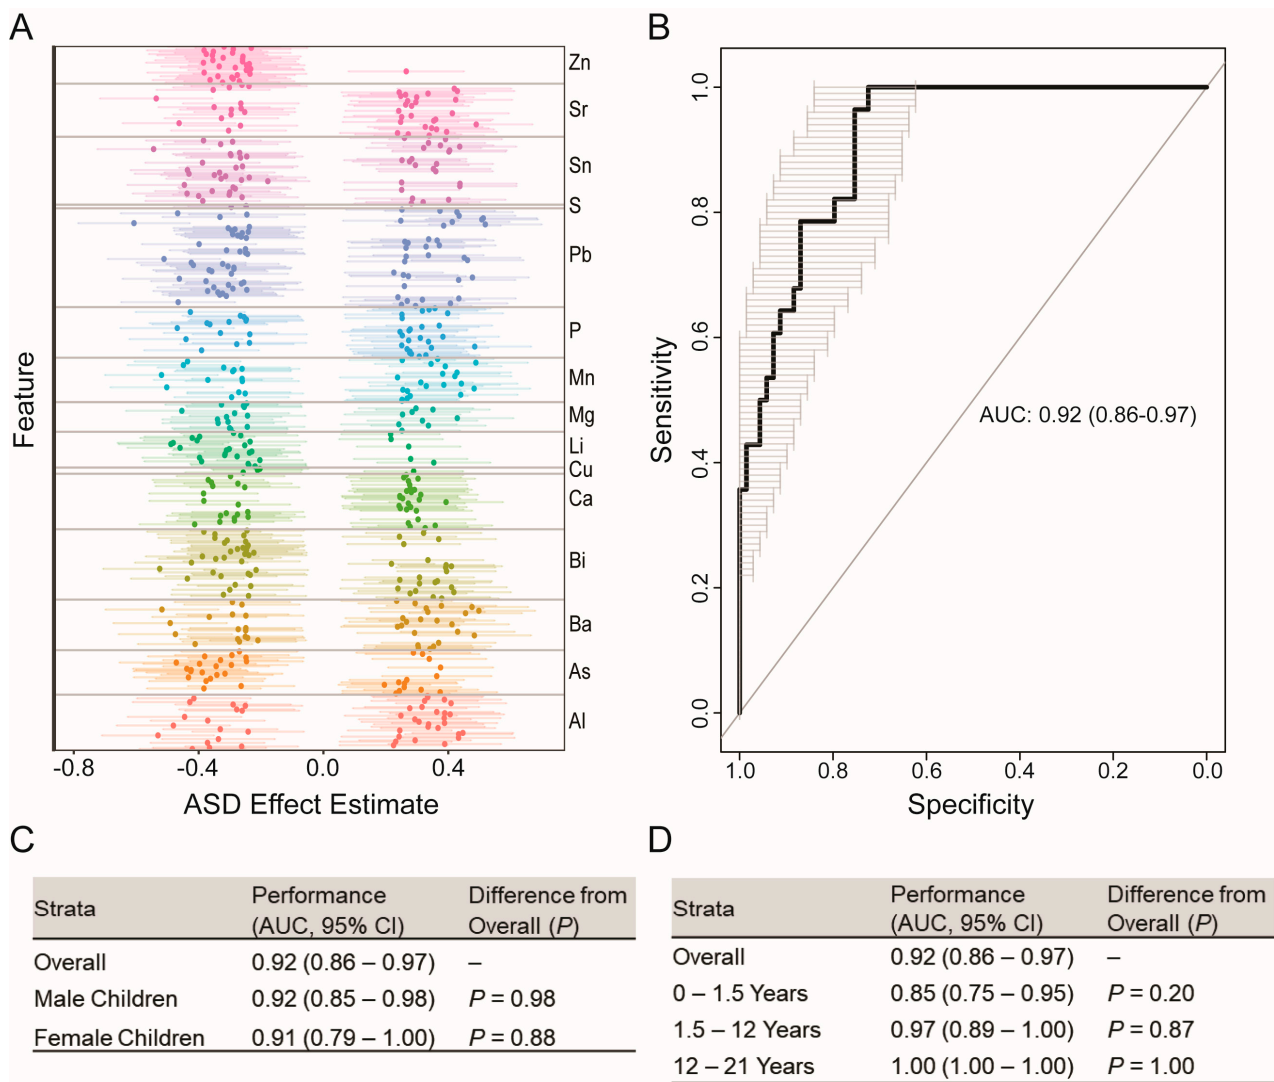 A
Zn
Sr
Sn
S
Pb
P
Mn
Mg
Li
Cu
Ca
Bi
Ba
As
Al
Feature
-0.8 -0.4 0.0 0.4
ASD Effect Estimate
B
1.0
0.8
0.6
0.4
0.2
0.0
Sensitivity
AUC: 0.92 (0.86-0.97)
1.0 0.8 0.6 0.4 0.2 0.0
Specificity
C
Strata Performance (AUC, 95% CI) Difference from Overall (P)
Overall 0.92 (0.86 – 0.97) –
Male Children 0.92 (0.85 – 0.98) P = 0.98
Female Children 0.91 (0.79 – 1.00) P = 0.88
D
Strata Performance (AUC, 95% CI) Difference from Overall (P)
Overall 0.92 (0.86 – 0.97) –
0 – 1.5 Years 0.85 (0.75 – 0.95) P = 0.20
1.5 – 12 Years 0.97 (0.89 – 1.00) P = 0.87
12 – 21 Years 1.00 (1.00 – 1.00) P = 1.00